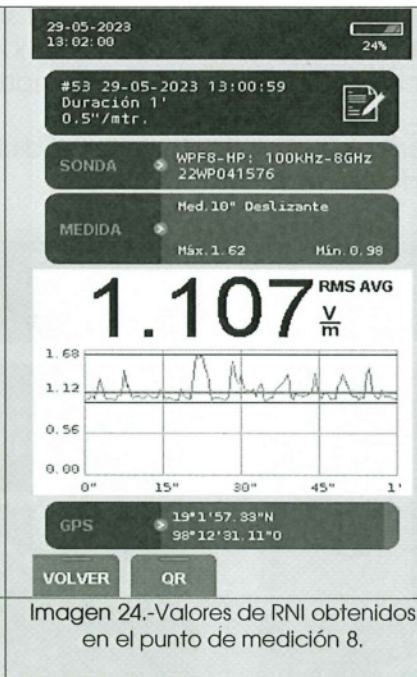 29-05-2023
13:02:00
24%
#53 29-05-2023 13:00:59
Duración 1'
0.5"/mtr.
SONDA
WPF8-HP: 100kHz-8GHz
22WP041576
MEDIDA
Med.10" Deslizante
Máx.1.62 Mín.0.98
1.107 RMS AVG
V/m
1.68
1.12
0.56
0.00
0" 15" 30" 45" 1'
GPS
19°1'57.33"N
98°12'31.11"O
VOLVER QR
Imagen 24.-Valores de RNI obtenidos
en el punto de medición 8.